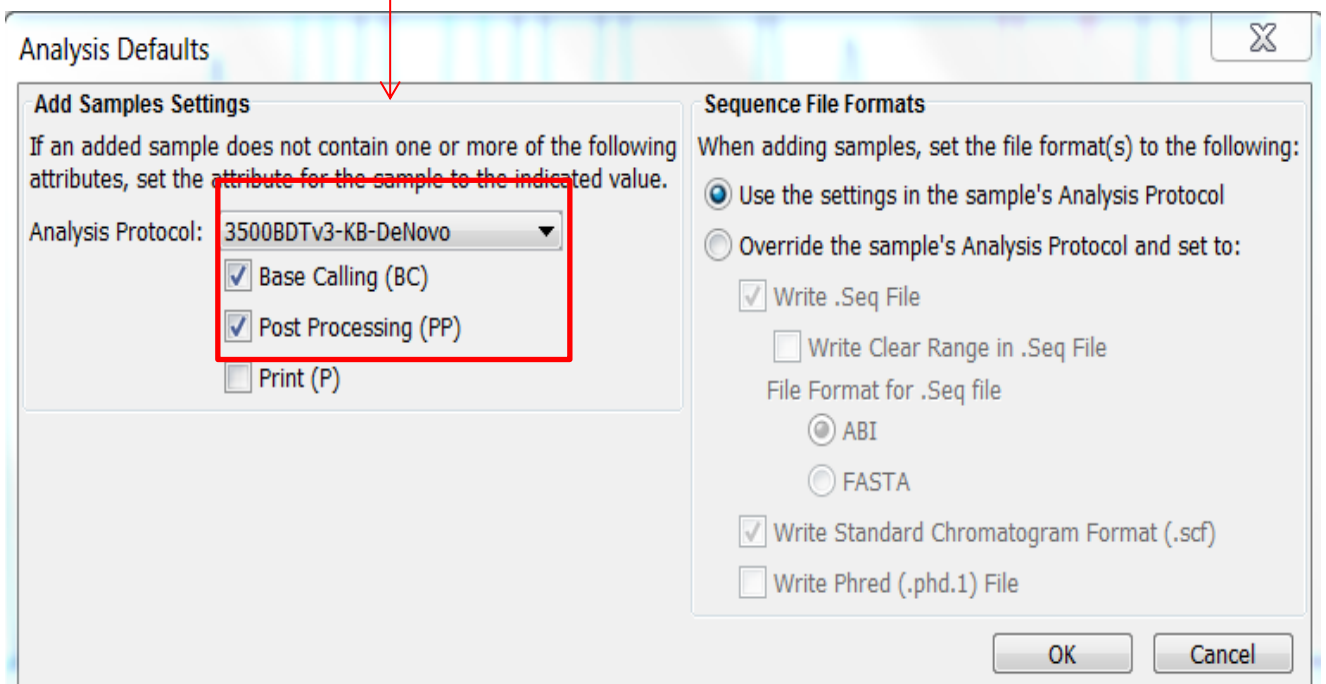 Analysis Defaults
Add Samples Settings
If an added sample does not contain one or more of the following
attributes, set the attribute for the sample to the indicated value.
Analysis Protocol: 3500BDTv3-KB-DeNovo
Base Calling (BC)
Post Processing (PP)
Print (P)
Sequence File Formats
When adding samples, set the file format(s) to the following:
Use the settings in the sample's Analysis Protocol
Override the sample's Analysis Protocol and set to:
Write .Seq File
Write Clear Range in .Seq File
File Format for .Seq file
ABI
FASTA
Write Standard Chromatogram Format (.scf)
Write Phred (.phd.1) File
OK Cancel